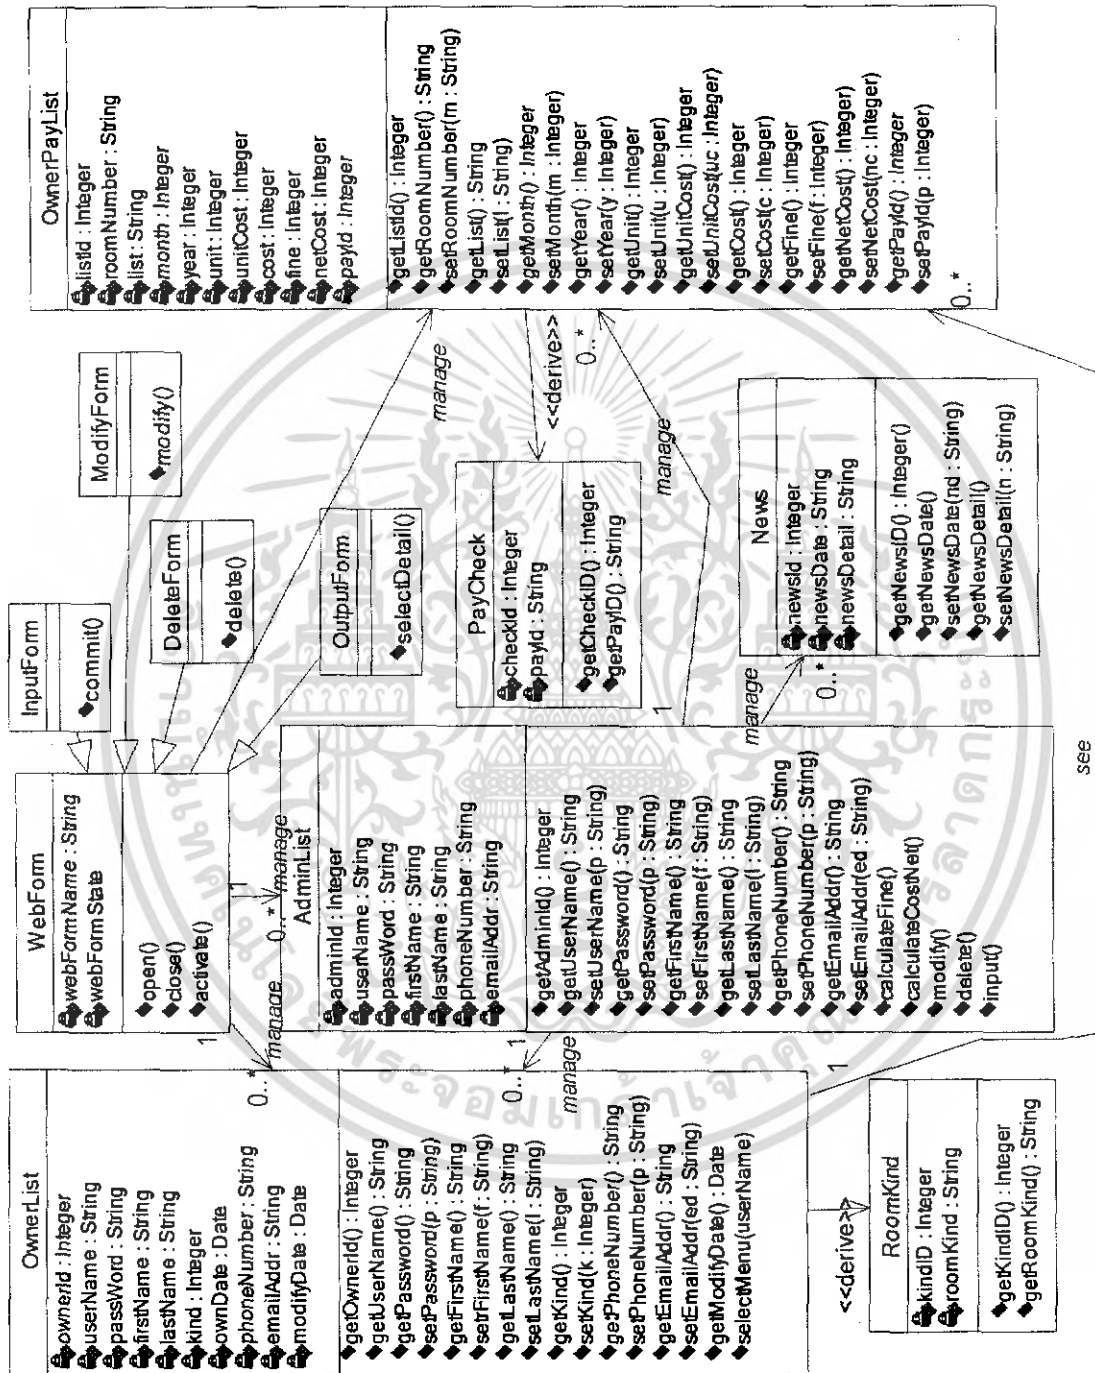 OwnerList
ownerId : Integer
userName : String
passWord : String
firstName : String
lastName : String
kind : Integer
ownDate : Date
phoneNumber : String
emailAddr : String
modifyDate : Date
getOwnerId() : Integer
getUserName() : String
getPassword() : String
setPassword(p : String)
getFirstName() : String
setFirstName(f : String)
getLastName() : String
setLastName(l : String)
getKind() : Integer
setKind(k : Integer)
getPhoneNumber() : String
setPhoneNumber(p : String)
getEmailAddr() : String
setEmailAddr(ed : String)
getModifyDate() : Date
selectMenu(userName)
<<derive>>
RoomKind
kindID : Integer
roomKind : String
getKindID() : Integer
getRoomKind() : String
WebForm
webFormName : String
webFormState
open()
close()
activate()
1
manage
0..*
1
manage
0..*
InputForm
commit()
DeleteForm
delete()
ModifyForm
modify()
OutputForm
selectDetail()
AdminList
adminId : Integer
userName : String
passWord : String
firstName : String
lastName : String
phoneNumber : String
emailAddr : String
getAdminId() : Integer
getUserName() : String
setUserName(p : String)
getPassword() : String
setPassword(p : String)
getFirstName() : String
setFirstName(f : String)
getLastName() : String
setLastName(l : String)
getPhoneNumber() : String
setPhoneNumber(p : String)
getEmailAddr() : String
setEmailAddr(ed : String)
calculateFine()
calculateCostNet()
modify()
delete()
input()
1
manage
0..*
1
manage
0..*
manage
1
manage
0..*
PayCheck
checkId : Integer
payId : String
getCheckID() : Integer
getPayID() : String
<<derive>>
News
newsId : Integer
newsDate : String
newsDetail : String
getNewsID() : Integer()
getNewsDate()
setNewsDate(nd : String)
getNewsDetail()
setNewsDetail(n : String)
OwnerPayList
listId : Integer
roomNumber : String
list : String
month : Integer
year : Integer
unit : Integer
unitCost : Integer
cost : Integer
fine : Integer
netCost : Integer
payId : Integer
getListId() : Integer
getRoomNumber() : String
setRoomNumber(rn : String)
getList() : String
setList(l : String)
getMonth() : Integer
setMonth(m : Integer)
getYear() : Integer
setYear(y : Integer)
getUnit() : Integer
setUnit(u : Integer)
getUnitCost() : Integer
setUnitCost(uc : Integer)
getCost() : Integer
setCost(c : Integer)
getFine() : Integer
setFine(f : Integer)
getNetCost() : Integer
setNetCost(nc : Integer)
getPayId() : Integer
setPayId(p : Integer)
0..*
see